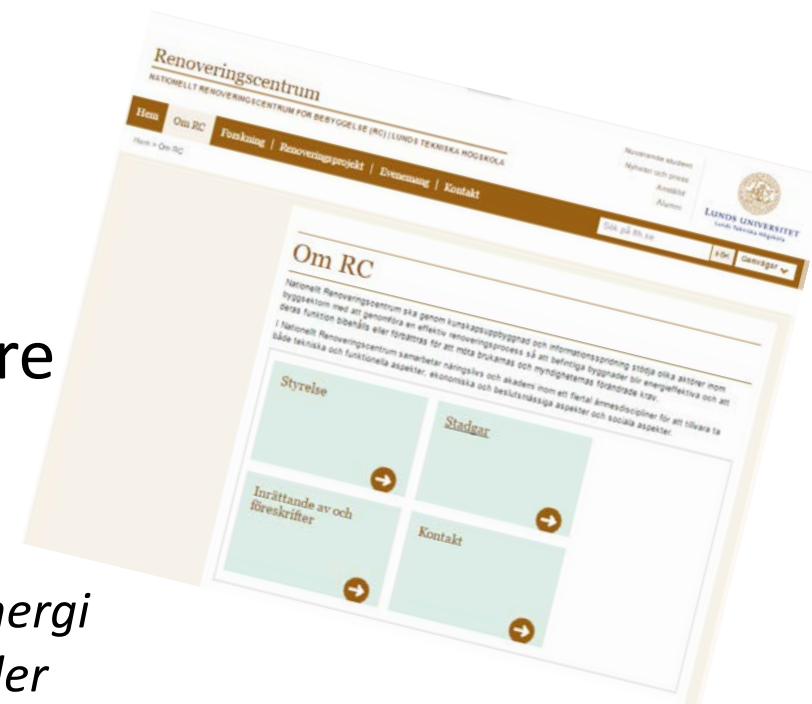 Renoveringscentrum
NATIONELLT RENOVERINGSCENTRUM FÖR BEBYGGELSE (RC) | LUNDS TEKNISKA HÖGSKOLA
Nuvarande student
Nyheter och press
Anställd
Alumni
LUNDS UNIVERSITET
Lunds Tekniska Högskola
Hem Om RC Forskning | Renoveringsprojekt | Evenemang | Kontakt
Sök på lth.se SÖK Genvägar
Hem > Om RC
Om RC
Nationellt Renoveringscentrum ska genom kunskapsuppbyggnad och informationsspridning stödja olika aktörer inom
byggsektorn med att genomföra en effektiv renoveringsprocess så att befintliga byggnader blir energieffektiva och att
deras funktion bibehålls eller förbättras för att möta brukarnas och myndigheternas förändrade krav.
I Nationellt Renoveringscentrum samarbetar näringslivs och akademi inom ett flertal ämnesdiscipliner för att tillvara ta
både tekniska och funktionella aspekter, ekonomiska och beslutsmässiga aspekter och sociala aspekter.
Styrelse
Stadgar
Inrättande av och
föreskrifter
Kontakt
re
nergi
ler